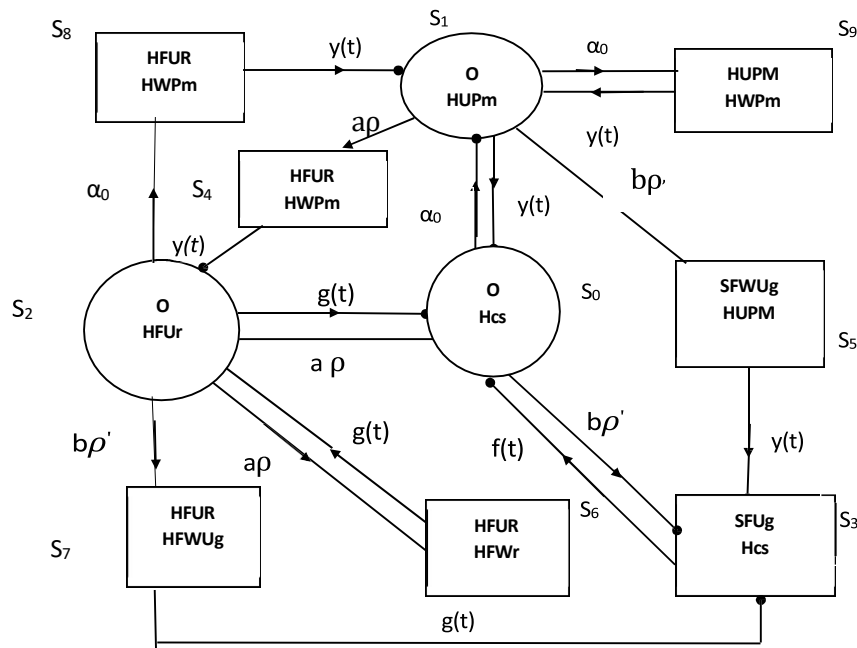 S1
S8
S9
HFUR
HWPm
y(t)
O
HUPm
α0
HUPM
HWPm
y(t)
aρ
HFUR
HWPm
S4
α0
y(t)
α0
y(t)
bρ'
S2
O
HFUr
g(t)
a ρ
O
Hcs
S0
SFWUg
HUPM
S5
bρ'
aρ
g(t)
f(t)
bρ'
y(t)
S7
HFUR
HFWUg
HFUR
HFWr
S6
SFUg
Hcs
S3
g(t)